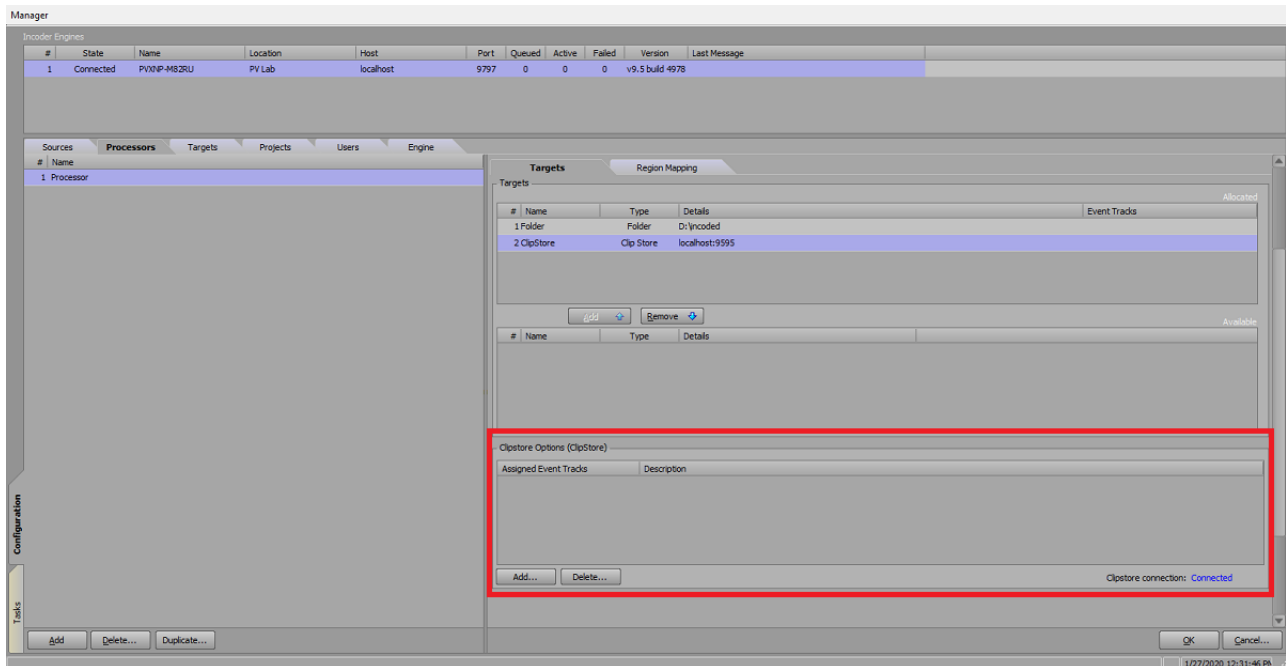 Manager
Incoder Engines
# State Name Location Host Port Queued Active Failed Version Last Message
1 Connected PVXNP-M82RU PV Lab localhost 9797 0 0 0 v9.5 build 4978
Sources Processors Targets Projects Users Engine
# Name
1 Processor
Targets Region Mapping
Targets
Allocated
# Name Type Details Event Tracks
1 Folder Folder D:\incoded
2 ClipStore Clip Store localhost:9595
Add Remove
Available
# Name Type Details
Clipstore Options (ClipStore)
Assigned Event Tracks Description
Add... Delete...
Clipstore connection: Connected
Configuration
Tasks
Add Delete... Duplicate...
OK Cancel...
1/27/2020 12:31:46 PM